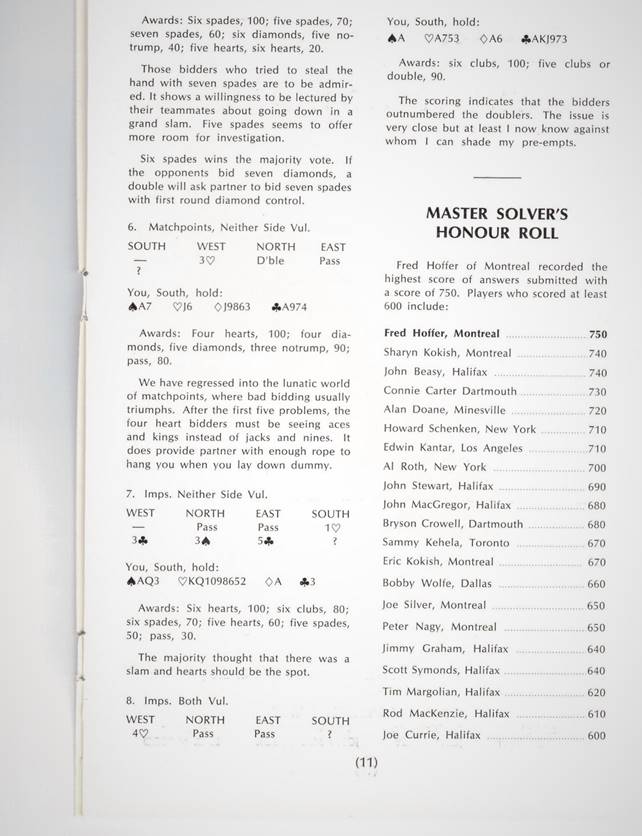 Awards: Six spades, 100; five spades, 70;
seven spades, 60; six diamonds, five no-
trump, 40; five hearts, six hearts, 20.
Those bidders who tried to steal the
hand with seven spades are to be admir-
ed. It shows a willingness to be lectured by
their teammates about going down in a
grand slam. Five spades seems to offer
more room for investigation.
Six spades wins the majority vote. If
the opponents bid seven diamonds, a
double will ask partner to bid seven spades
with first round diamond control.
6. Matchpoints, Neither Side Vul.
SOUTH WEST NORTH EAST
— 3♡ D'ble Pass
?
You, South, hold:
♠A7 ♡J6 ◇J9863 ♣A974
Awards: Four hearts, 100; four dia-
monds, five diamonds, three notrump, 90;
pass, 80.
We have regressed into the lunatic world
of matchpoints, where bad bidding usually
triumphs. After the first five problems, the
four heart bidders must be seeing aces
and kings instead of jacks and nines. It
does provide partner with enough rope to
hang you when you lay down dummy.
7. Imps. Neither Side Vul.
WEST NORTH EAST SOUTH
— Pass Pass 1♡
3♣ 3♠ 5♣ ?
You, South, hold:
♠AQ3 ♡KQ1098652 ◇A ♣3
Awards: Six hearts, 100; six clubs, 80;
six spades, 70; five hearts, 60; five spades,
50; pass, 30.
The majority thought that there was a
slam and hearts should be the spot.
8. Imps. Both Vul.
WEST NORTH EAST SOUTH
4♡ Pass Pass ?
You, South, hold:
♠A ♡A753 ◇A6 ♣AKJ973
Awards: six clubs, 100; five clubs or
double, 90.
The scoring indicates that the bidders
outnumbered the doublers. The issue is
very close but at least I now know against
whom I can shade my pre-empts.
MASTER SOLVER'S
HONOUR ROLL
Fred Hoffer of Montreal recorded the
highest score of answers submitted with
a score of 750. Players who scored at least
600 include:
Fred Hoffer, Montreal 750
Sharyn Kokish, Montreal 740
John Beasy, Halifax 740
Connie Carter Dartmouth 730
Alan Doane, Minesville 720
Howard Schenken, New York 710
Edwin Kantar, Los Angeles 710
Al Roth, New York 700
John Stewart, Halifax 690
John MacGregor, Halifax 680
Bryson Crowell, Dartmouth 680
Sammy Kehela, Toronto 670
Eric Kokish, Montreal 670
Bobby Wolfe, Dallas 660
Joe Silver, Montreal 650
Peter Nagy, Montreal 650
Jimmy Graham, Halifax 640
Scott Symonds, Halifax 640
Tim Margolian, Halifax 620
Rod MacKenzie, Halifax 610
Joe Currie, Halifax 600
(11)